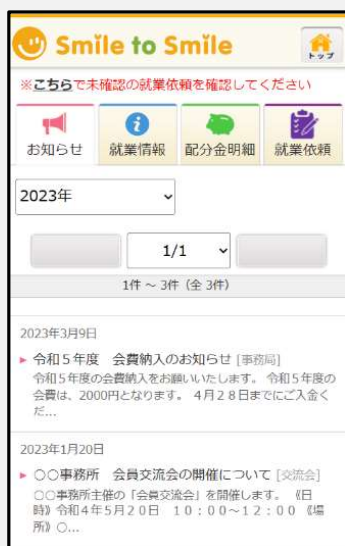 Smile to Smile
トップ
※こちらで未確認の就業依頼を確認してください
お知らせ 就業情報 配分金明細 就業依頼
2023年
1/1
1件 ～ 3件 (全 3件)
2023年3月9日
令和５年度　会費納入のお知らせ [事務局]
令和５年度の会費納入をお願いいたします。 令和５年度の
会費は、2000円となります。 ４月２８日までにご入金く
だ...
2023年1月20日
○○事務所　会員交流会の開催について [交流会]
○○事務所主催の「会員交流会」を開催します。 《日
時》令和４年５月２０日　１０：００～１２：００ 《場
所》○...